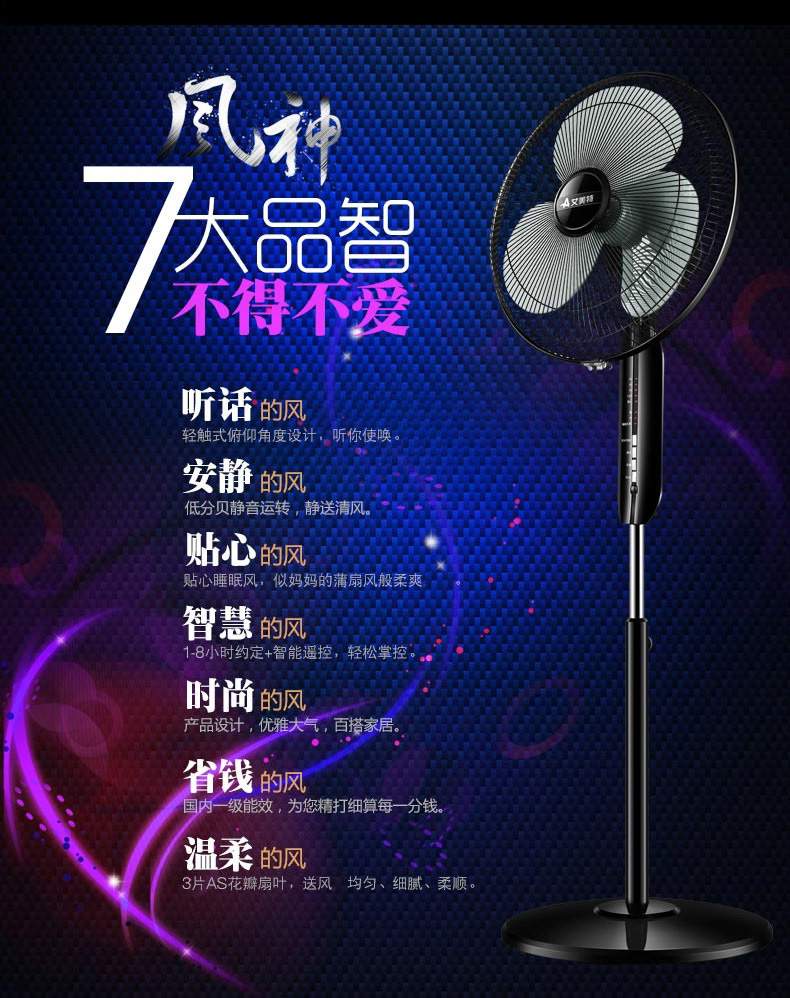 风神
7大品智
不得不爱
听话的风
轻触式俯仰角度设计，听你使唤。
安静的风
低分贝静音运转，静送清风。
贴心的风
贴心睡眠风，似妈妈的蒲扇风般柔爽 。
智慧的风
1-8小时约定+智能遥控，轻松掌控。
时尚的风
产品设计，优雅大气，百搭家居。
省钱的风
国内一级能效，为您精打细算每一分钱。
温柔的风
3片AS花瓣扇叶，送风 均匀、细腻、柔顺。
艾美特